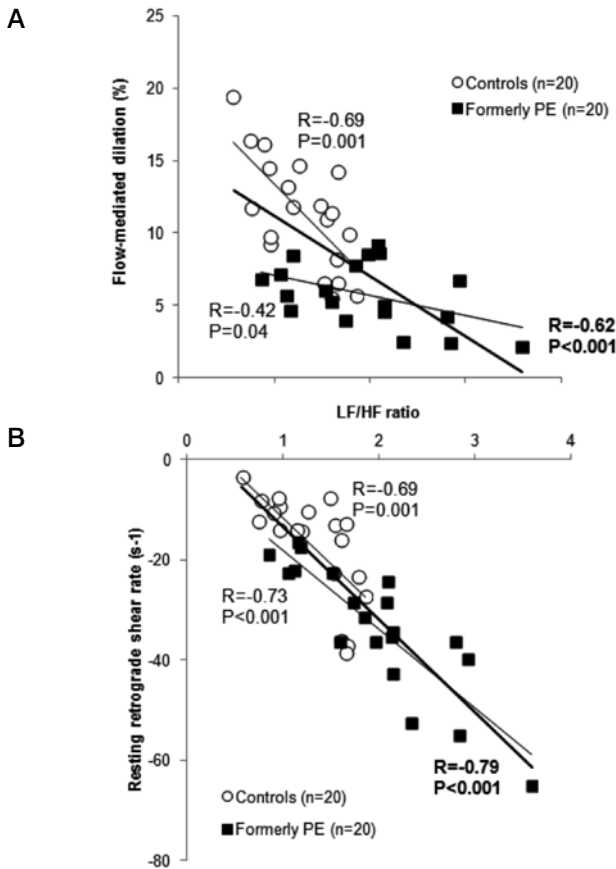 A
Flow-mediated dilation (%)
25
20
15
10
5
0
Controls (n=20)
Formerly PE (n=20)
R=-0.69
P=0.001
R=-0.42
P=0.04
R=-0.62
P<0.001
LF/HF ratio
B
0 1 2 3 4
Resting retrograde shear rate (s-1)
0
-20
-40
-60
-80
R=-0.69
P=0.001
R=-0.73
P<0.001
R=-0.79
P<0.001
Controls (n=20)
Formerly PE (n=20)